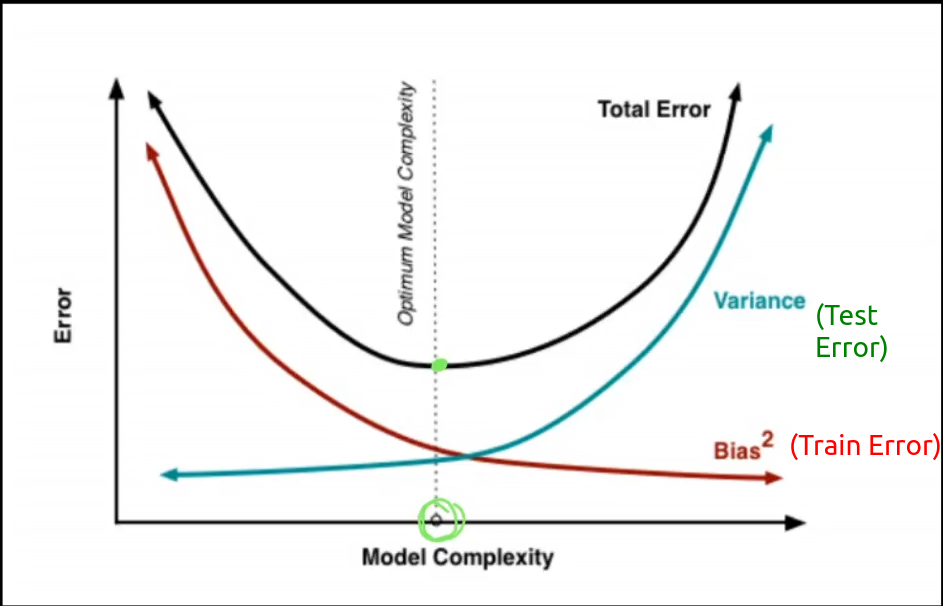 Optimum Model Complexity
Total Error
Error
Variance
(Test
Error)
Bias²
(Train Error)
Model Complexity